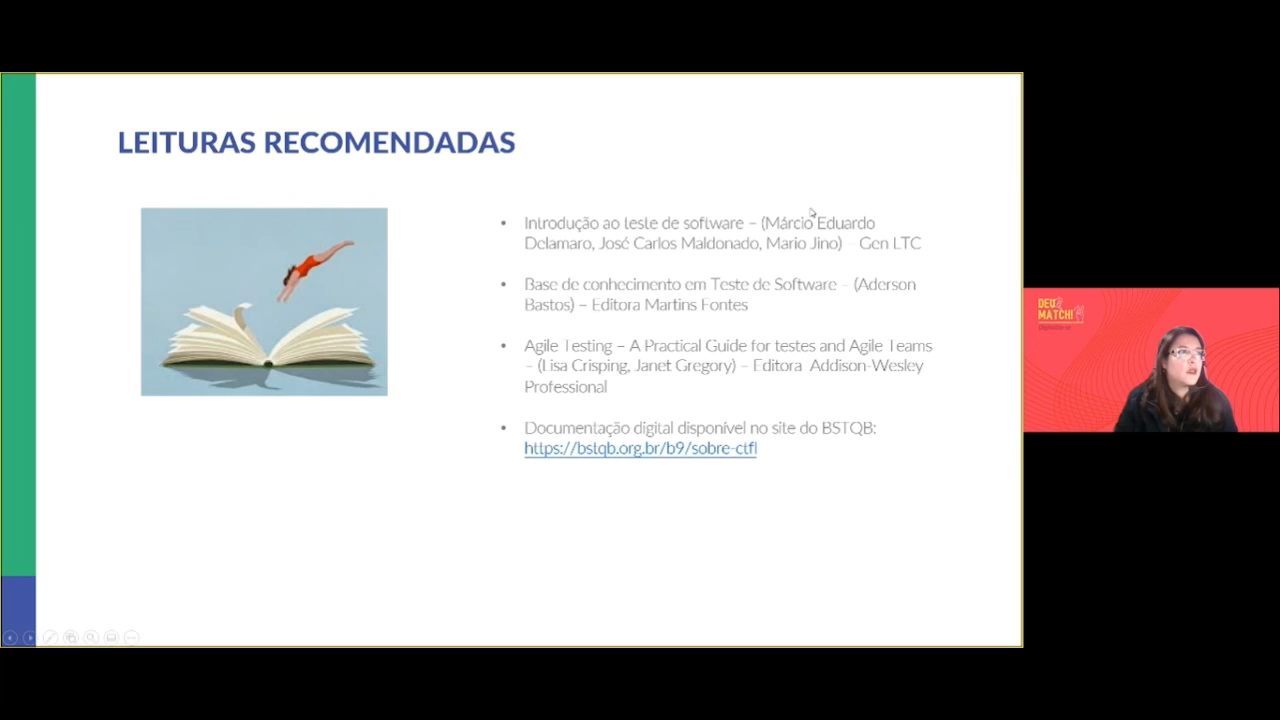 LEITURAS RECOMENDADAS
• Introdução ao teste de software – (Márcio Eduardo
Delamaro, José Carlos Maldonado, Mario Jino) – Gen LTC
• Base de conhecimento em Teste de Software – (Aderson
Bastos) – Editora Martins Fontes
• Agile Testing – A Practical Guide for testes and Agile Teams
– (Lisa Crisping, Janet Gregory) – Editora Addison-Wesley
Professional
• Documentação digital disponível no site do BSTQB:
https://bstqb.org.br/b9/sobre-ctfl
DEU
MATCH!